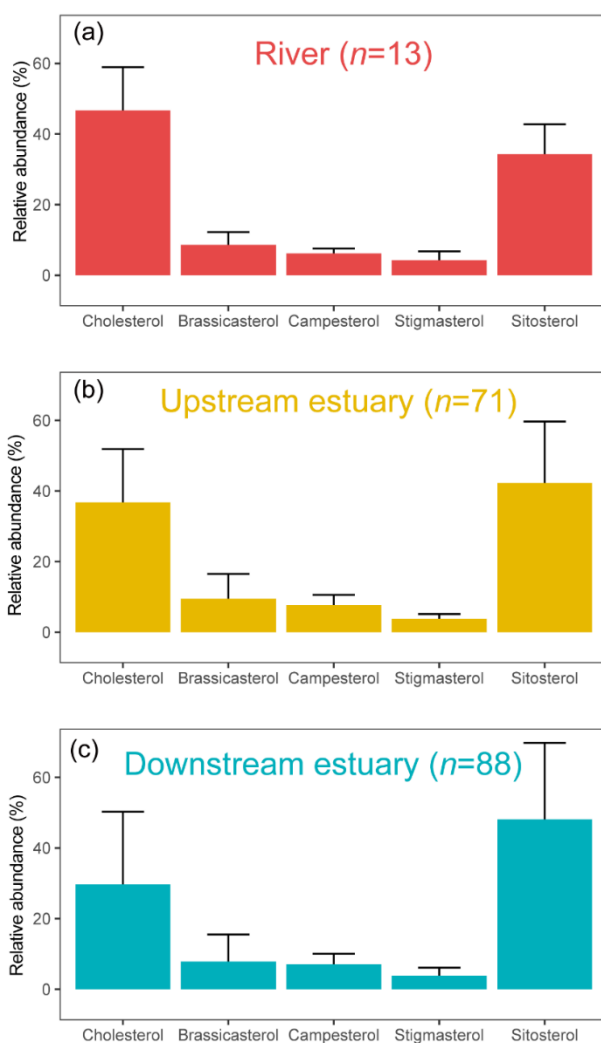 (a)
River (n=13)
Relative abundance (%)
60
40
20
0
Cholesterol Brassicasterol Campesterol Stigmasterol Sitosterol
(b)
Upstream estuary (n=71)
Relative abundance (%)
60
40
20
0
Cholesterol Brassicasterol Campesterol Stigmasterol Sitosterol
(c)
Downstream estuary (n=88)
Relative abundance (%)
60
40
20
0
Cholesterol Brassicasterol Campesterol Stigmasterol Sitosterol